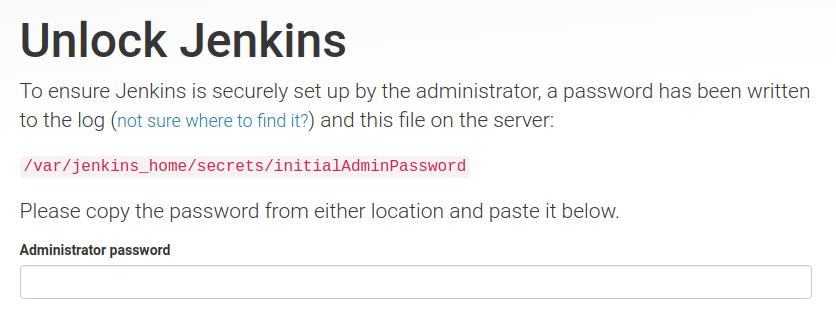 Unlock Jenkins
To ensure Jenkins is securely set up by the administrator, a password has been written
to the log (not sure where to find it?) and this file on the server:
/var/jenkins_home/secrets/initialAdminPassword
Please copy the password from either location and paste it below.
Administrator password